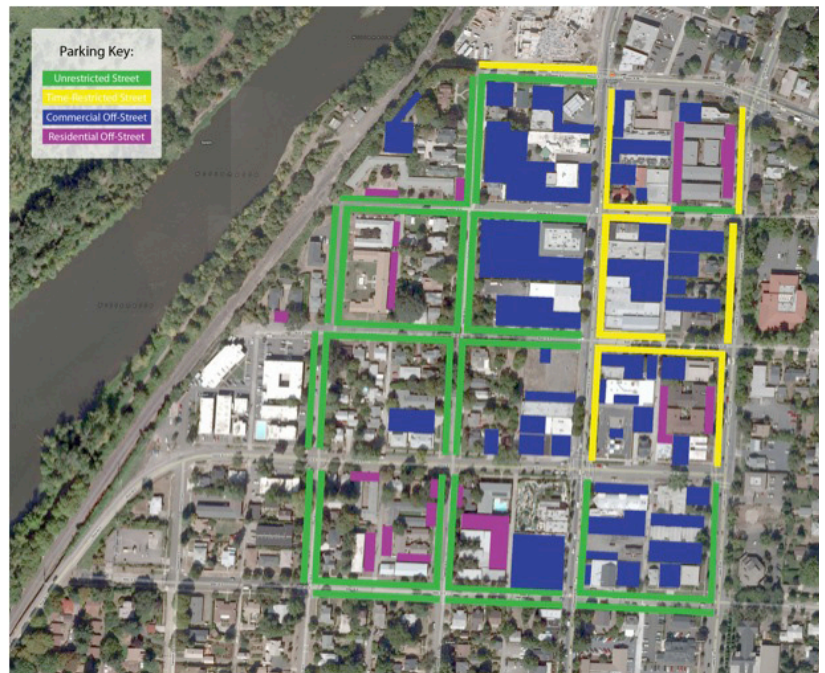 Parking Key:
Unrestricted Street
Time-Restricted Street
Commercial Off-Street
Residential Off-Street